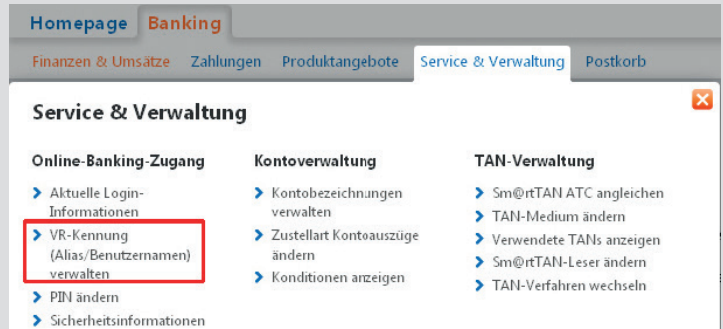 Homepage Banking
Finanzen & Umsätze Zahlungen Produktangebote Service & Verwaltung Postkorb
Service & Verwaltung
Online-Banking-Zugang
Aktuelle Login-
Informationen
VR-Kennung
(Alias/Benutzernamen)
verwalten
PIN ändern
Sicherheitsinformationen
Kontoverwaltung
Kontobezeichnungen
verwalten
Zustellart Kontoauszüge
ändern
Konditionen anzeigen
TAN-Verwaltung
Sm@rtTAN ATC angleichen
TAN-Medium ändern
Verwendete TANs anzeigen
Sm@rtTAN-Leser ändern
TAN-Verfahren wechseln